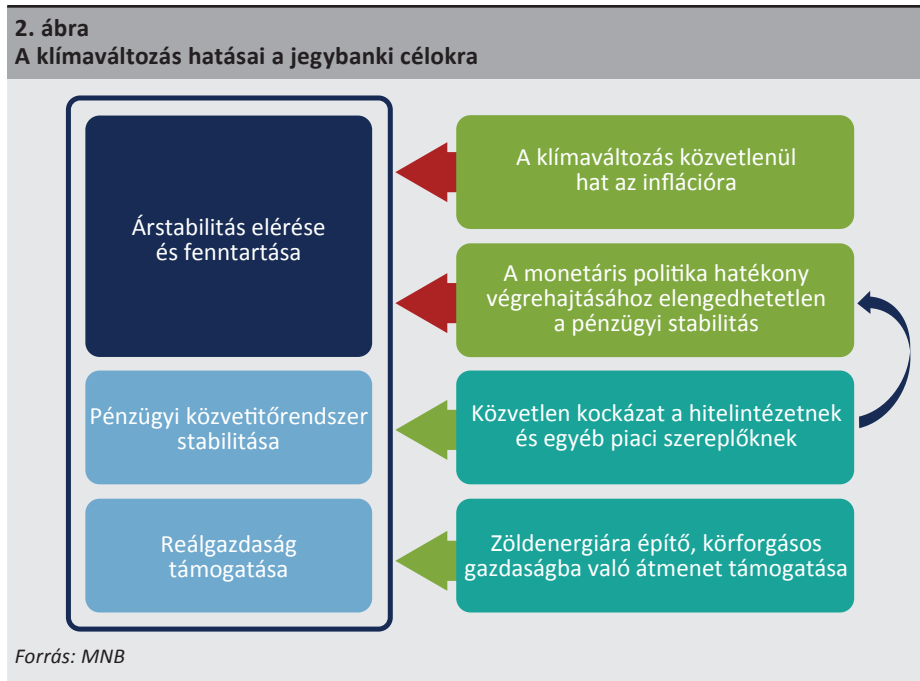 2. ábra
A klímaváltozás hatásai a jegybanki célokra
Árstabilitás elérése
és fenntartása
Pénzügyi közvetítőrendszer
stabilitása
Reálgazdaság
támogatása
A klímaváltozás közvetlenül
hat az inflációra
A monetáris politika hatékony
végrehajtásához elengedhetetlen
a pénzügyi stabilitás
Közvetlen kockázat a hitelintézetnek
és egyéb piaci szereplőknek
Zöldenergiára építő, körforgásos
gazdaságba való átmenet támogatása
Forrás: MNB